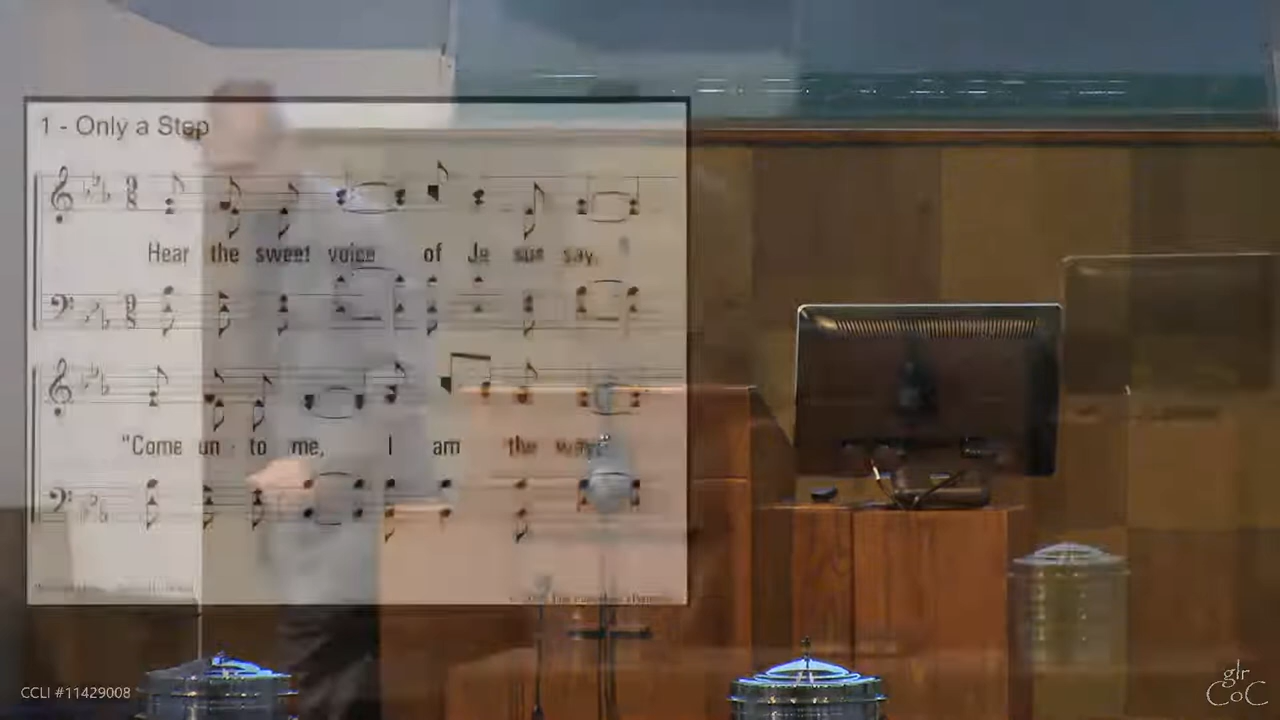 1 - Only a Step
Hear the sweet voice of Je sus say,
"Come un - to me, I am the way."
CCLI #11429008
glr
CoC